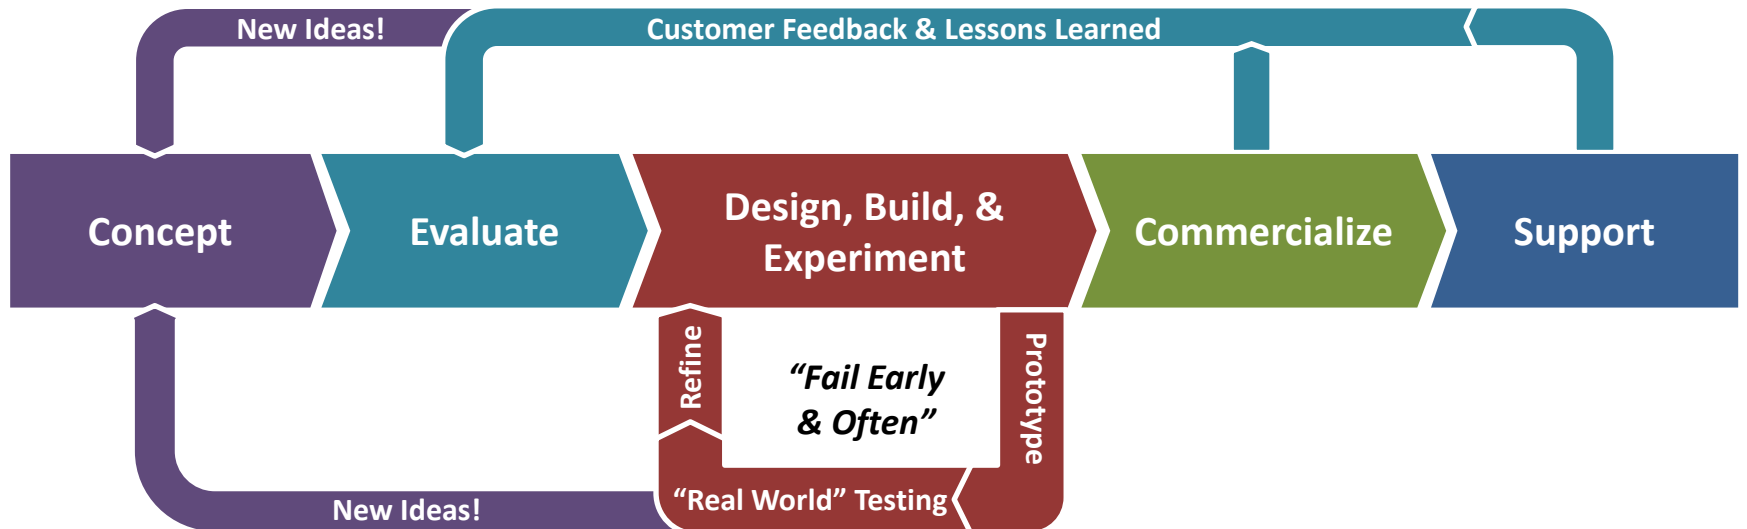 New Ideas!
Customer Feedback & Lessons Learned
Concept
Evaluate
Design, Build, &
Experiment
Commercialize
Support
Refine
“Fail Early
& Often”
Prototype
“Real World” Testing
New Ideas!